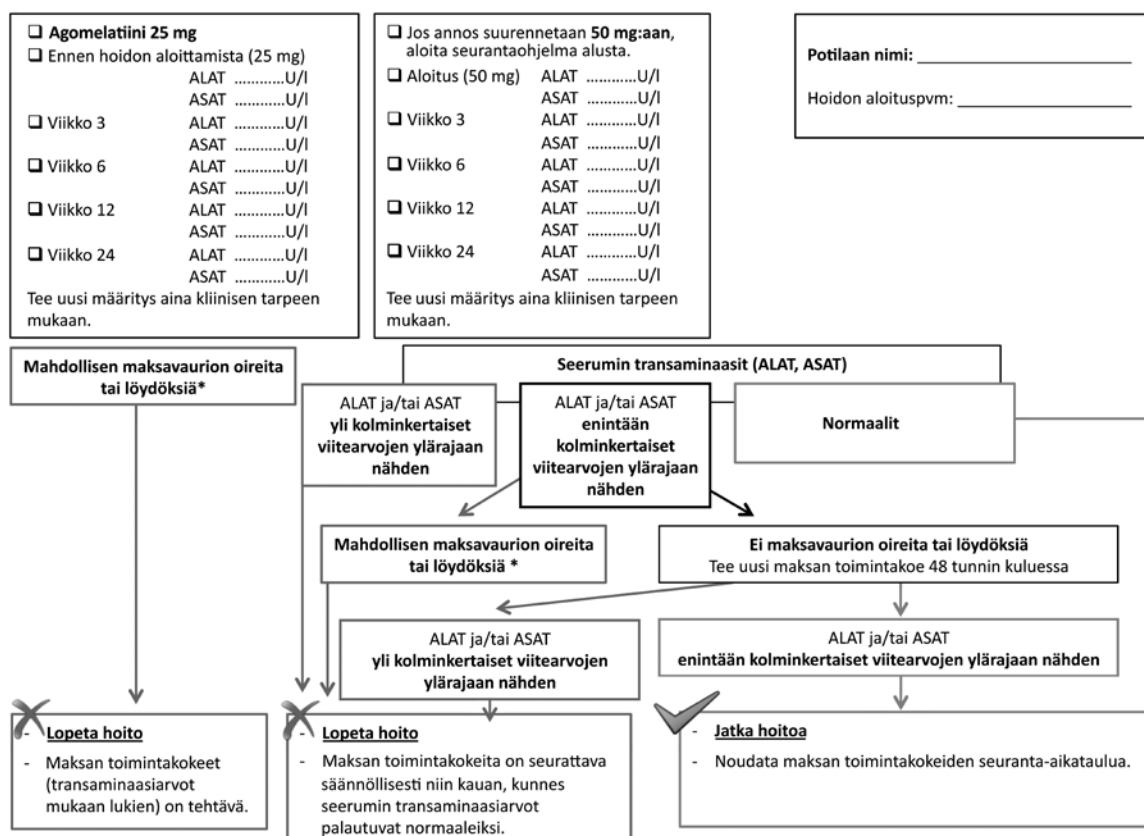 ❑ Agomelatiini 25 mg
❑ Ennen hoidon aloittamista (25 mg)
ALAT ............U/l
ASAT ............U/l
❑ Viikko 3 ALAT ............U/l
ASAT ............U/l
❑ Viikko 6 ALAT ............U/l
ASAT ............U/l
❑ Viikko 12 ALAT ............U/l
ASAT ............U/l
❑ Viikko 24 ALAT ............U/l
ASAT ............U/l
Tee uusi määritys aina kliinisen tarpeen
mukaan.
❑ Jos annos suurennetaan 50 mg:aan,
aloita seurantaohjelma alusta.
❑ Aloitus (50 mg) ALAT ............U/l
ASAT ............U/l
❑ Viikko 3 ALAT ............U/l
ASAT ............U/l
❑ Viikko 6 ALAT ............U/l
ASAT ............U/l
❑ Viikko 12 ALAT ............U/l
ASAT ............U/l
❑ Viikko 24 ALAT ............U/l
ASAT ............U/l
Tee uusi määritys aina kliinisen tarpeen
mukaan.
Potilaan nimi: ______________________
Hoidon aloituspvm: __________________
Mahdollisen maksavaurion oireita
tai löydöksiä*
Seerumin transaminaasit (ALAT, ASAT)
ALAT ja/tai ASAT
yli kolminkertaiset
viitearvojen ylärajaan
nähden
ALAT ja/tai ASAT
enintään
kolminkertaiset
viitearvojen ylärajaan
nähden
Normaalit
Mahdollisen maksavaurion oireita
tai löydöksiä *
Ei maksavaurion oireita tai löydöksiä
Tee uusi maksan toimintakoe 48 tunnin kuluessa
ALAT ja/tai ASAT
yli kolminkertaiset viitearvojen
ylärajaan nähden
ALAT ja/tai ASAT
enintään kolminkertaiset viitearvojen ylärajaan nähden
- Lopeta hoito
- Maksan toimintakokeet
(transaminaasiarvot
mukaan lukien) on tehtävä.
- Lopeta hoito
- Maksan toimintakokeita on seurattava
säännöllisesti niin kauan, kunnes
seerumin transaminaasiarvot
palautuvat normaaleiksi.
- Jatka hoitoa
- Noudata maksan toimintakokeiden seuranta-aikataulua.